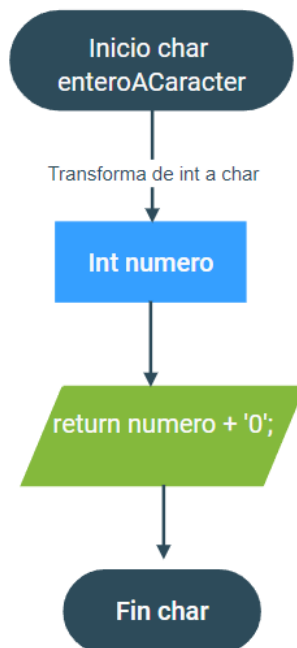 Inicio char
enteroACaracter
Transforma de int a char
Int numero
return numero + '0';
Fin char